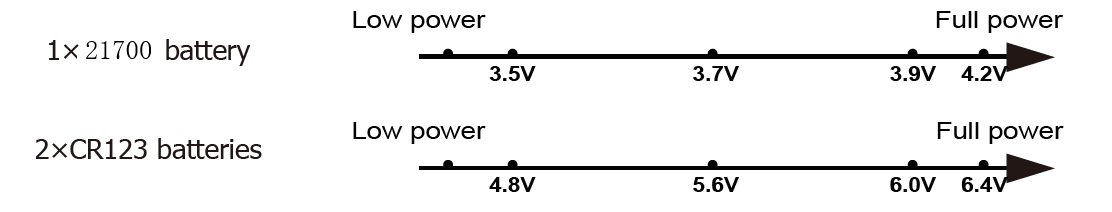 Low power Full power
1×21700 battery
3.5V 3.7V 3.9V 4.2V
Low power Full power
2×CR123 batteries
4.8V 5.6V 6.0V 6.4V